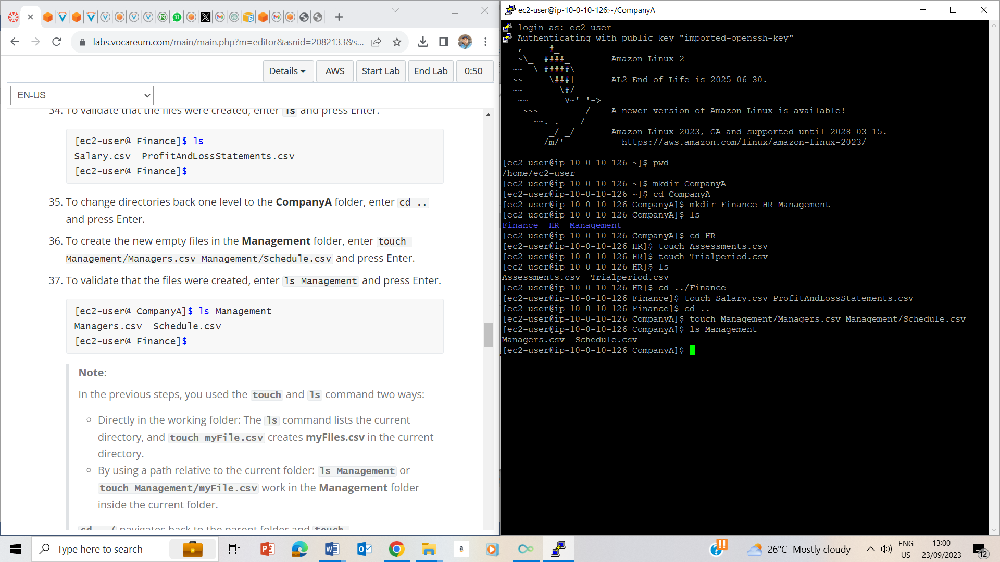 labs.vocareum.com/main/main.php?m=editor&asnid=2082133&s...
Details
AWS
Start Lab
End Lab
0:50
EN-US
34. To validate that the files were created, enter ls and press Enter.
[ec2-user@ Finance]$ ls
Salary.csv  ProfitAndLossStatements.csv
[ec2-user@ Finance]$
35. To change directories back one level to the CompanyA folder, enter cd ..
and press Enter.
36. To create the new empty files in the Management folder, enter touch
Management/Managers.csv Management/Schedule.csv and press Enter.
37. To validate that the files were created, enter ls Management and press Enter.
[ec2-user@ CompanyA]$ ls Management
Managers.csv  Schedule.csv
[ec2-user@ Finance]$
Note:
In the previous steps, you used the touch and ls command two ways:
Directly in the working folder: The ls command lists the current
directory, and touch myFile.csv creates myFiles.csv in the current
directory.
By using a path relative to the current folder: ls Management or
touch Management/myFile.csv work in the Management folder
inside the current folder.
navigates back to the parent folder and touch
ec2-user@ip-10-0-10-126:~/CompanyA
login as: ec2-user
Authenticating with public key "imported-openssh-key"
   ,     #_
   ~\_  ####_        Amazon Linux 2
  ~~  \_#####\
  ~~     \###|       AL2 End of Life is 2025-06-30.
  ~~       \#/ ___
   ~~       V~' '->
    ~~~         /    A newer version of Amazon Linux is available!
      ~~._.   _/
         _/ _/       Amazon Linux 2023, GA and supported until 2028-03-15.
       _/m/'           https://aws.amazon.com/linux/amazon-linux-2023/
[ec2-user@ip-10-0-10-126 ~]$ pwd
/home/ec2-user
[ec2-user@ip-10-0-10-126 ~]$ mkdir CompanyA
[ec2-user@ip-10-0-10-126 ~]$ cd CompanyA
[ec2-user@ip-10-0-10-126 CompanyA]$ mkdir Finance HR Management
[ec2-user@ip-10-0-10-126 CompanyA]$ ls
Finance  HR  Management
[ec2-user@ip-10-0-10-126 CompanyA]$ cd HR
[ec2-user@ip-10-0-10-126 HR]$ touch Assessments.csv
[ec2-user@ip-10-0-10-126 HR]$ touch Trialperiod.csv
[ec2-user@ip-10-0-10-126 HR]$ ls
Assessments.csv  Trialperiod.csv
[ec2-user@ip-10-0-10-126 HR]$ cd ../Finance
[ec2-user@ip-10-0-10-126 Finance]$ touch Salary.csv ProfitAndLossStatements.csv
[ec2-user@ip-10-0-10-126 Finance]$ cd ..
[ec2-user@ip-10-0-10-126 CompanyA]$ touch Management/Managers.csv Management/Schedule.csv
[ec2-user@ip-10-0-10-126 CompanyA]$ ls Management
Managers.csv  Schedule.csv
[ec2-user@ip-10-0-10-126 CompanyA]$
Type here to search
26°C Mostly cloudy
ENG
US
13:00
23/09/2023
12